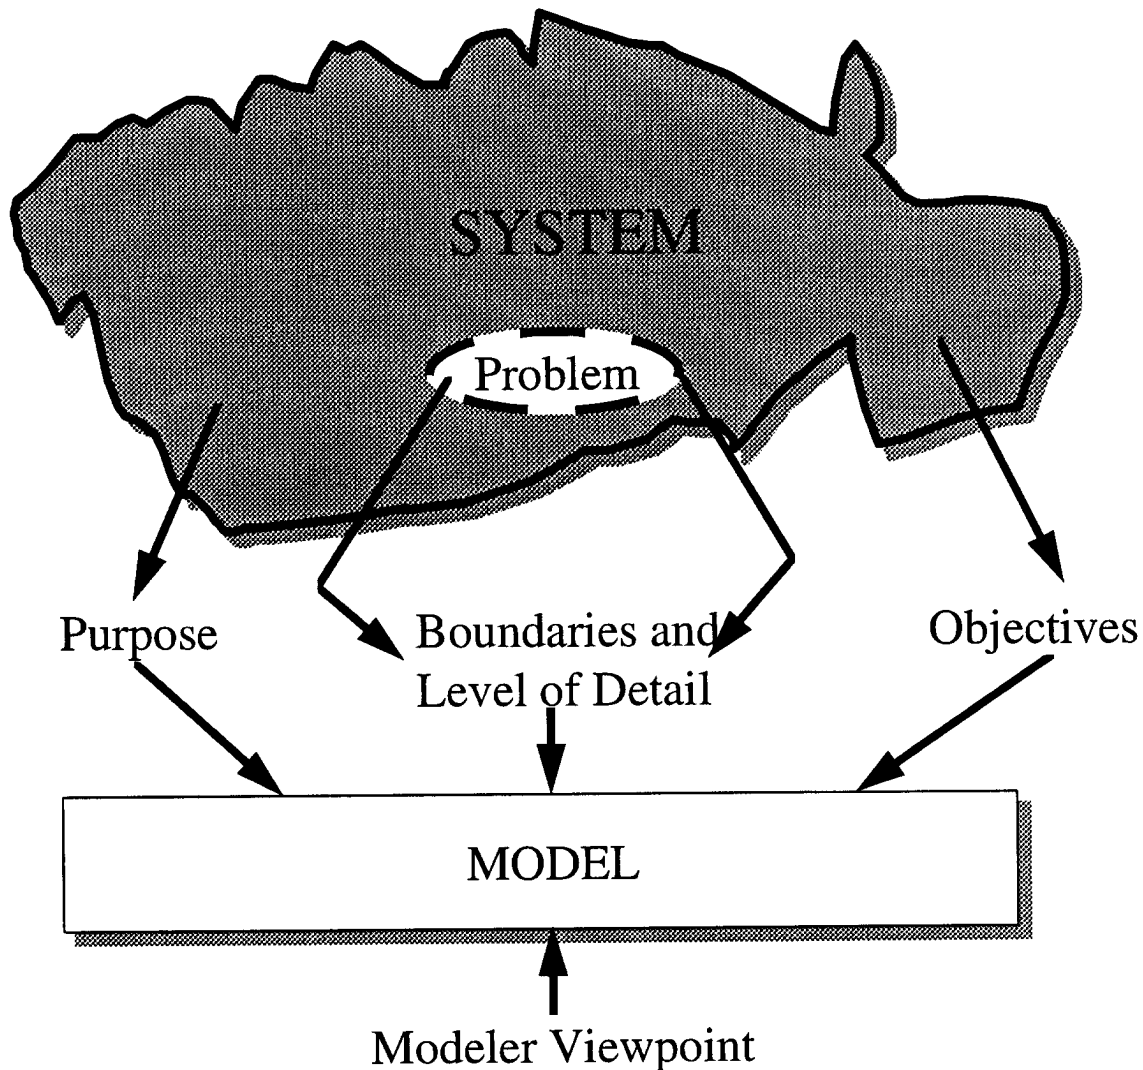 SYSTEM
Problem
Purpose
Boundaries and
Level of Detail
Objectives
MODEL
Modeler Viewpoint